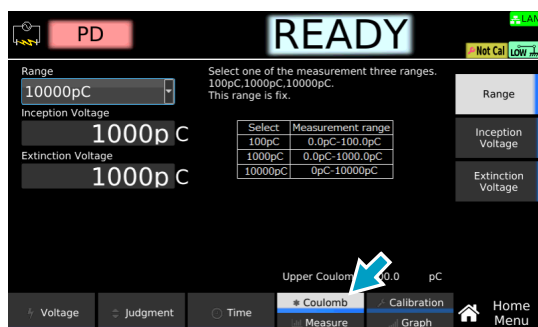 PD
READY
LAN
Not Cal LOW
Range
10000pC
Inception Voltage
1000p C
Extinction Voltage
1000p C
Select one of the measurement three ranges.
100pC,1000pC,10000pC.
This range is fix.
Select Measurement range
100pC 0.0pC-100.0pC
1000pC 0.0pC-1000.0pC
10000pC 0pC-10000pC
Range
Inception
Voltage
Extinction
Voltage
Upper Coulomb pC
Voltage
Judgment
Time
Coulomb
Measure
Calibration
Graph
Home
Menu